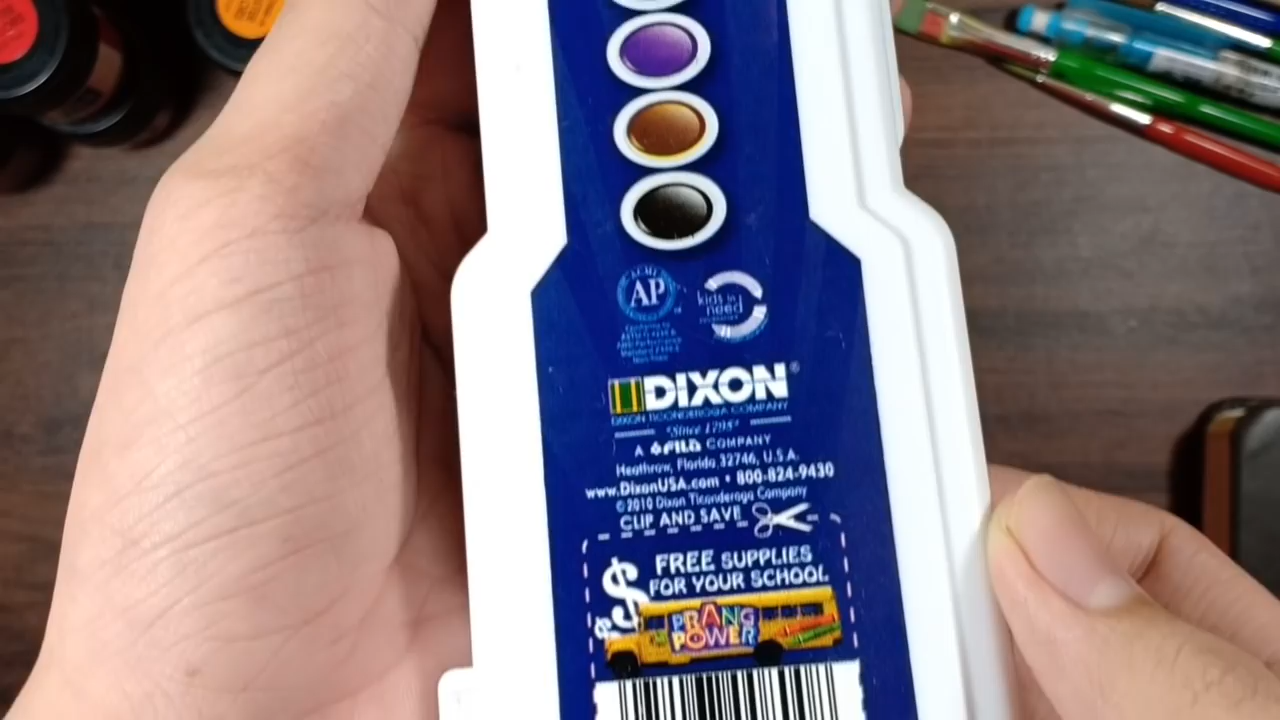 ACMI
AP
kids in
need
DIXON®
DIXON TICONDEROGA COMPANY
"Since 1795"
A FILA COMPANY
Heathrow, Florida 32746, U.S.A.
www.DixonUSA.com • 800-824-9430
©2010 Dixon Ticonderoga Company
CLIP AND SAVE
FREE SUPPLIES
FOR YOUR SCHOOL
PRANG
POWER